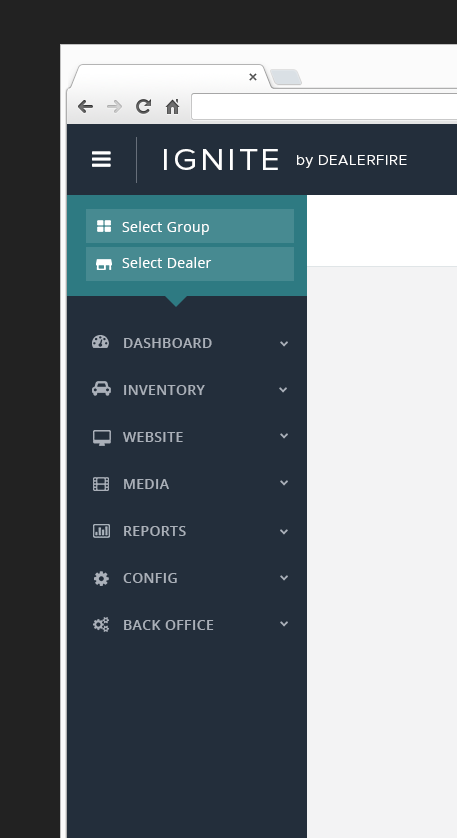 IGNITE by DEALERFIRE
Select Group
Select Dealer
DASHBOARD
INVENTORY
WEBSITE
MEDIA
REPORTS
CONFIG
BACK OFFICE